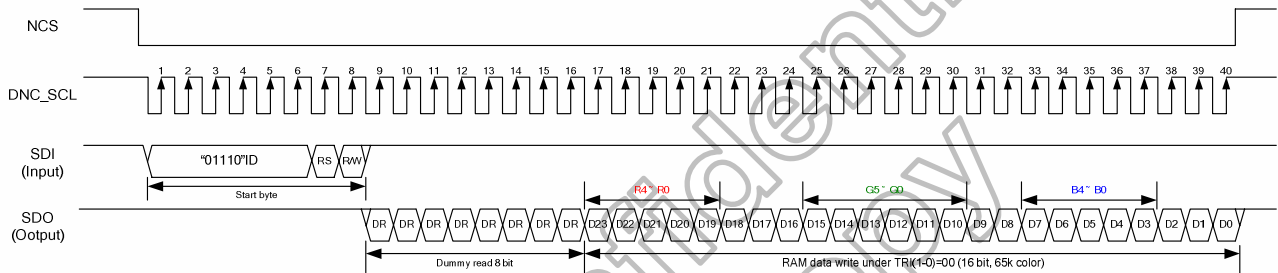 NCS
DNC_SCL
1 2 3 4 5 6 7 8 9 10 11 12 13 14 15 16 17 18 19 20 21 22 23 24 25 26 27 28 29 30 31 32 33 34 35 36 37 38 39 40
SDI
(Input)
"01110"ID RS R/W
Start byte
R4~ R0 G5~ G0 B4~ B0
SDO
(Ootput)
DR DR DR DR DR DR DR DR D23 D22 D21 D20 D19 D18 D17 D16 D15 D14 D13 D12 D11 D10 D9 D8 D7 D6 D5 D4 D3 D2 D1 D0
Dummy read 8 bit
RAM data write under TRI(1-0)=00 (16 bit, 65k color)